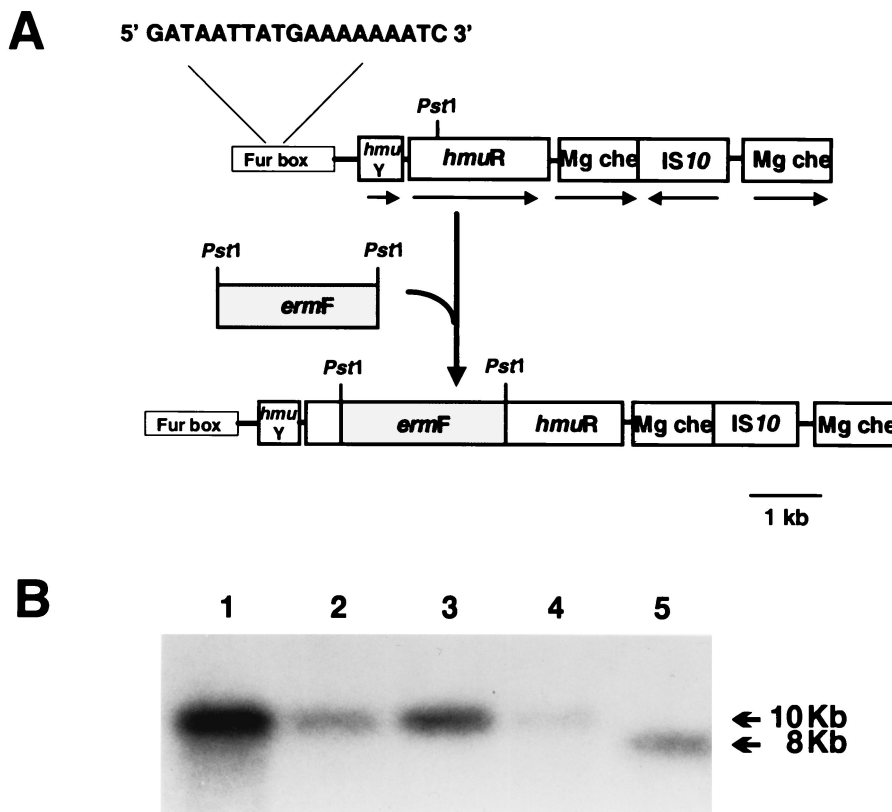 A
5' GATAATTATGAAAAAAATC 3'
Pst1
Fur box
hmu
Y
hmuR
Mg che
IS10
Mg che
Pst1
Pst1
ermF
Pst1
Pst1
Fur box
hmu
Y
ermF
hmuR
Mg che
IS10
Mg che
1 kb
B
1 2 3 4 5
10 Kb
8 Kb